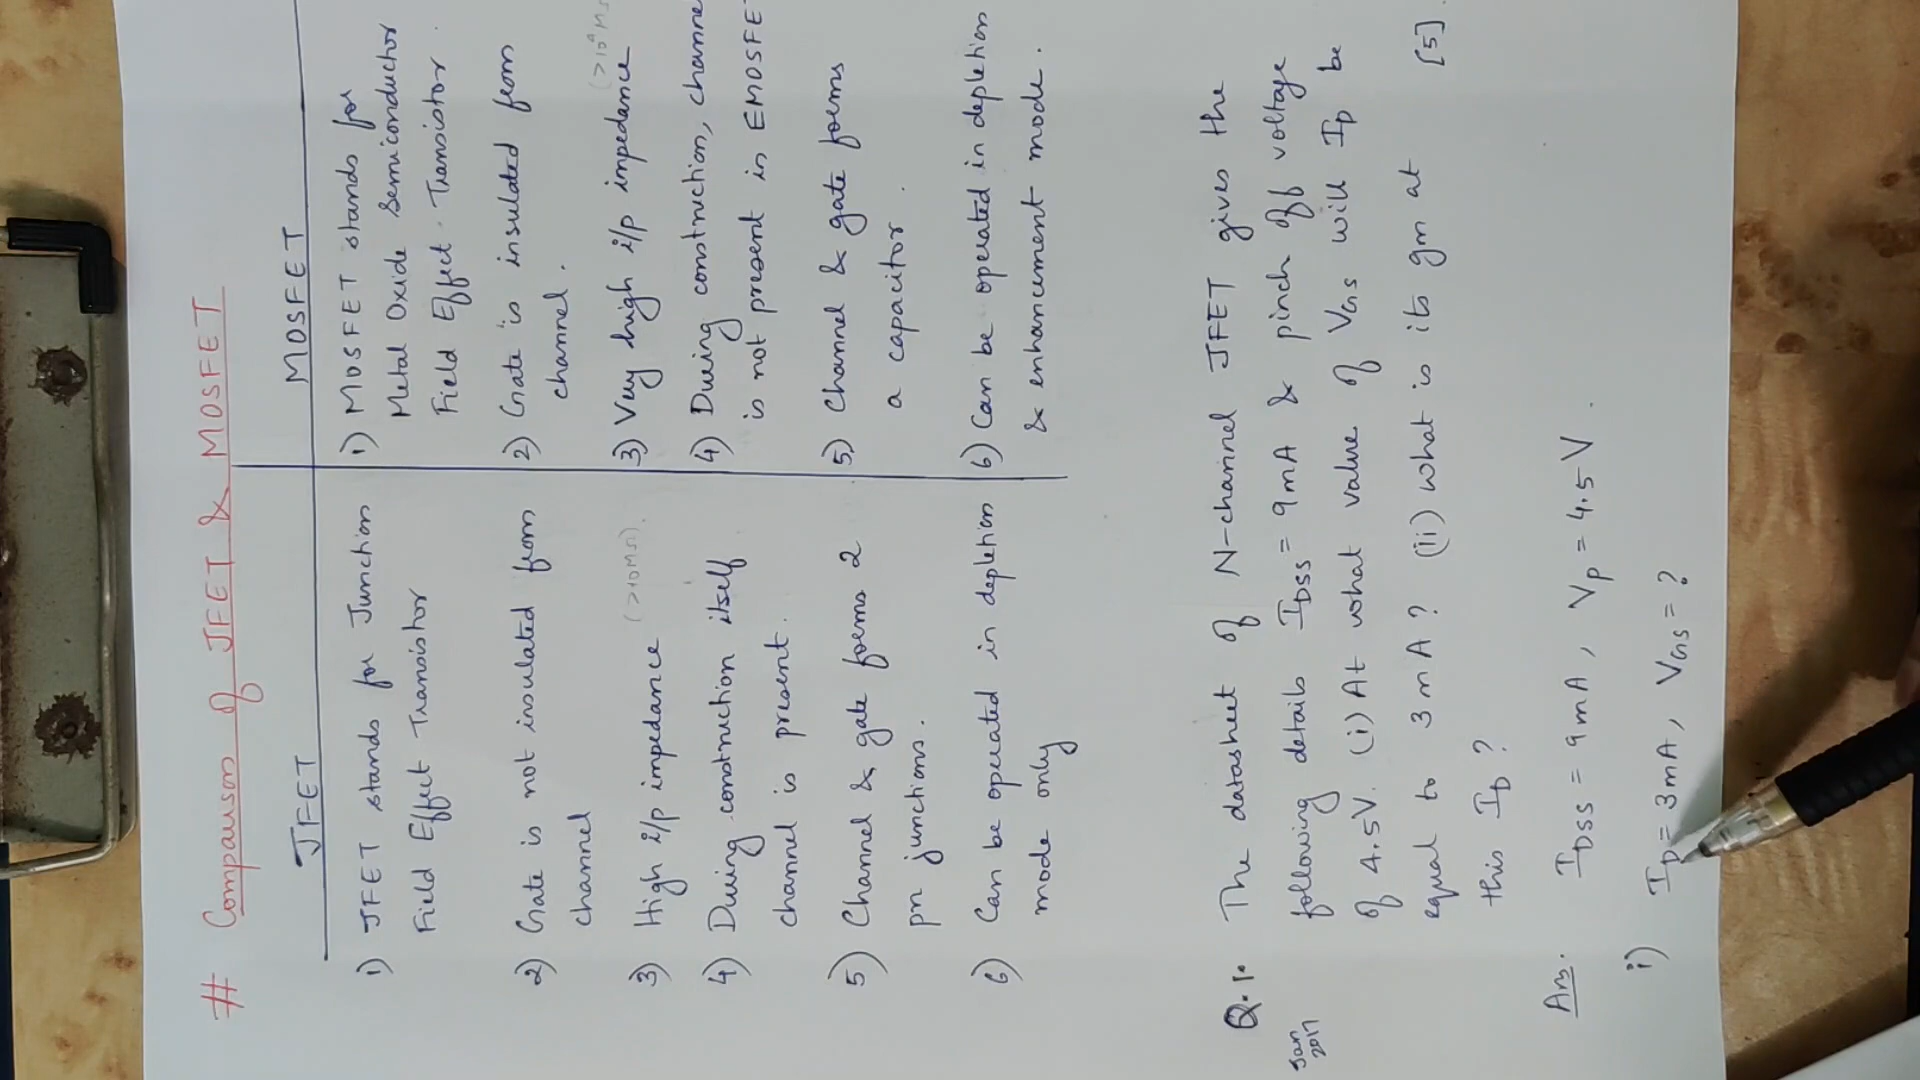 # Comparison of JFET & MOSFET
JFET
1) JFET stands for Junction
Field Effect Transistor
2) Gate is not insulated from
channel
3) High i/p impedance (>10MΩ).
4) During construction itself
channel is present.
5) Channel & gate forms 2
pn junctions.
6) Can be operated in depletion
mode only
MOSFET
1) MOSFET stands for
Metal Oxide Semiconductor
Field Effect Transistor.
2) Gate is insulated from
channel.
3) Very high i/p impedance
4) During construction, channe
is not present in EMOSFE
5) Channel & gate forms
a capacitor.
6) Can be operated in depletion
& enhancement mode.
Q.1. The datasheet of N-channel JFET gives the
Jan 2017
following details IDSS = 9mA & pinch off voltage
of 4.5V. (i) At what value of VGS will ID be
equal to 3mA? (ii) What is its gm at
this ID? [5].
Ans. IDSS = 9mA, VP = 4.5V.
i) ID = 3mA, VGS = ?